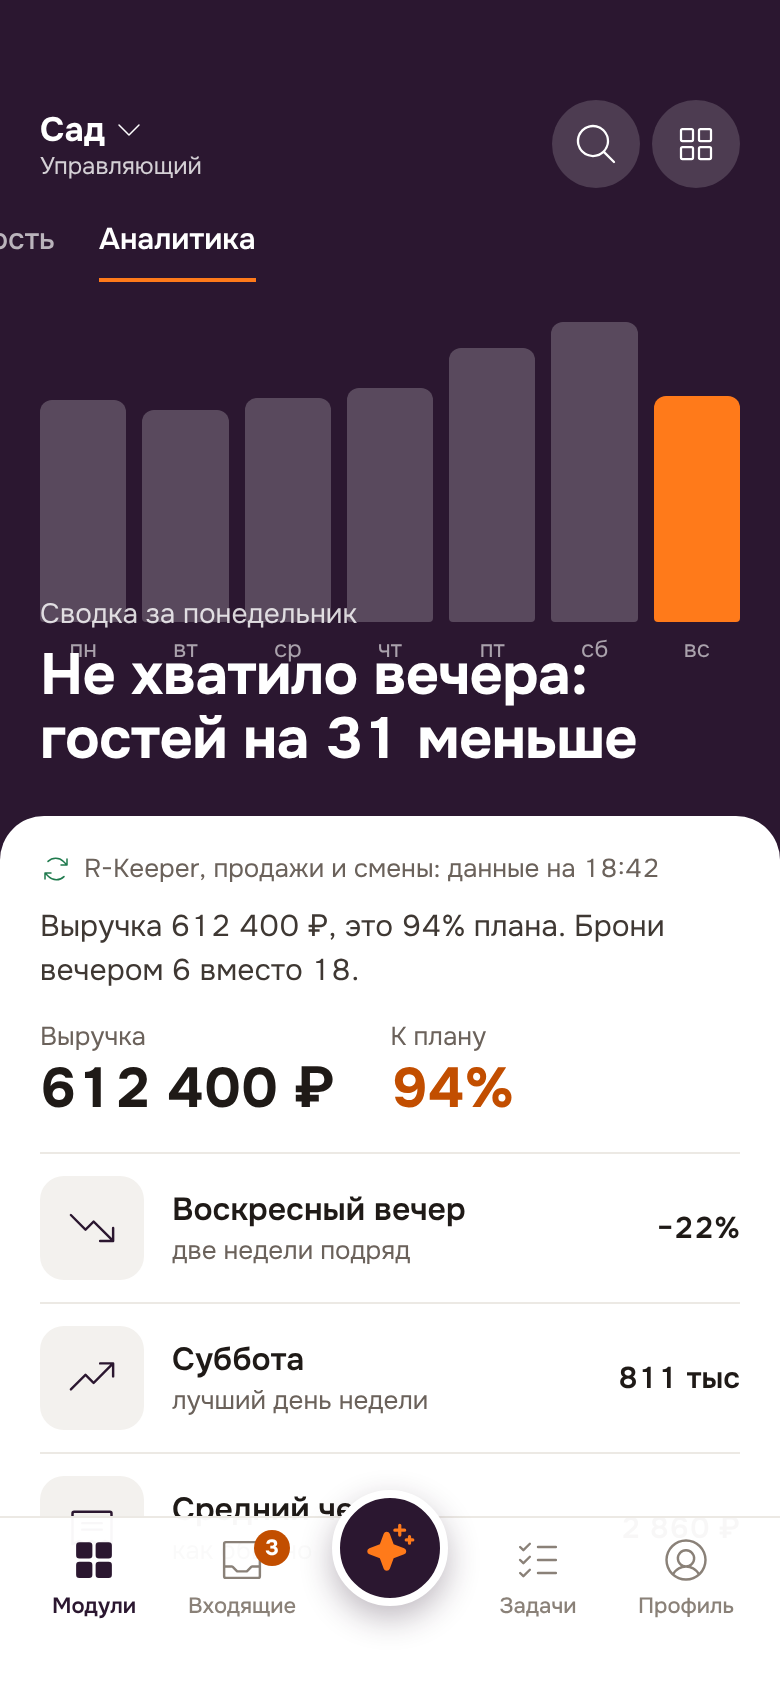 Сад
Управляющий
ость Аналитика
Сводка за понедельник
пн вт ср чт пт сб вс
Не хватило вечера:
гостей на 31 меньше
R-Keeper, продажи и смены: данные на 18:42
Выручка 612 400 ₽, это 94% плана. Брони
вечером 6 вместо 18.
Выручка К плану
612 400 ₽ 94%
Воскресный вечер
−22%
две недели подряд
Суббота
811 тыс
лучший день недели
Средний че
2 860 ₽
3
Модули Входящие Задачи Профиль